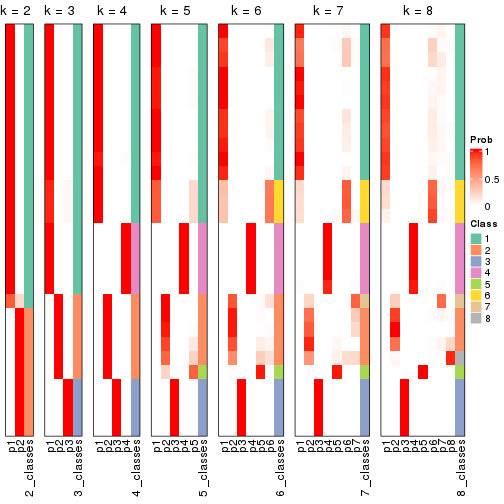 k = 2 k = 3 k = 4 k = 5 k = 6 k = 7 k = 8
Prob
1
0.5
0
Class
1
2
3
4
5
6
7
8
p1 p2 2_classes p1 p2 p3 3_classes p1 p2 p3 p4 4_classes p1 p2 p3 p4 p5 5_classes p1 p2 p3 p4 p5 p6 6_classes p1 p2 p3 p4 p5 p6 p7 7_classes p1 p2 p3 p4 p5 p6 p7 p8 8_classes